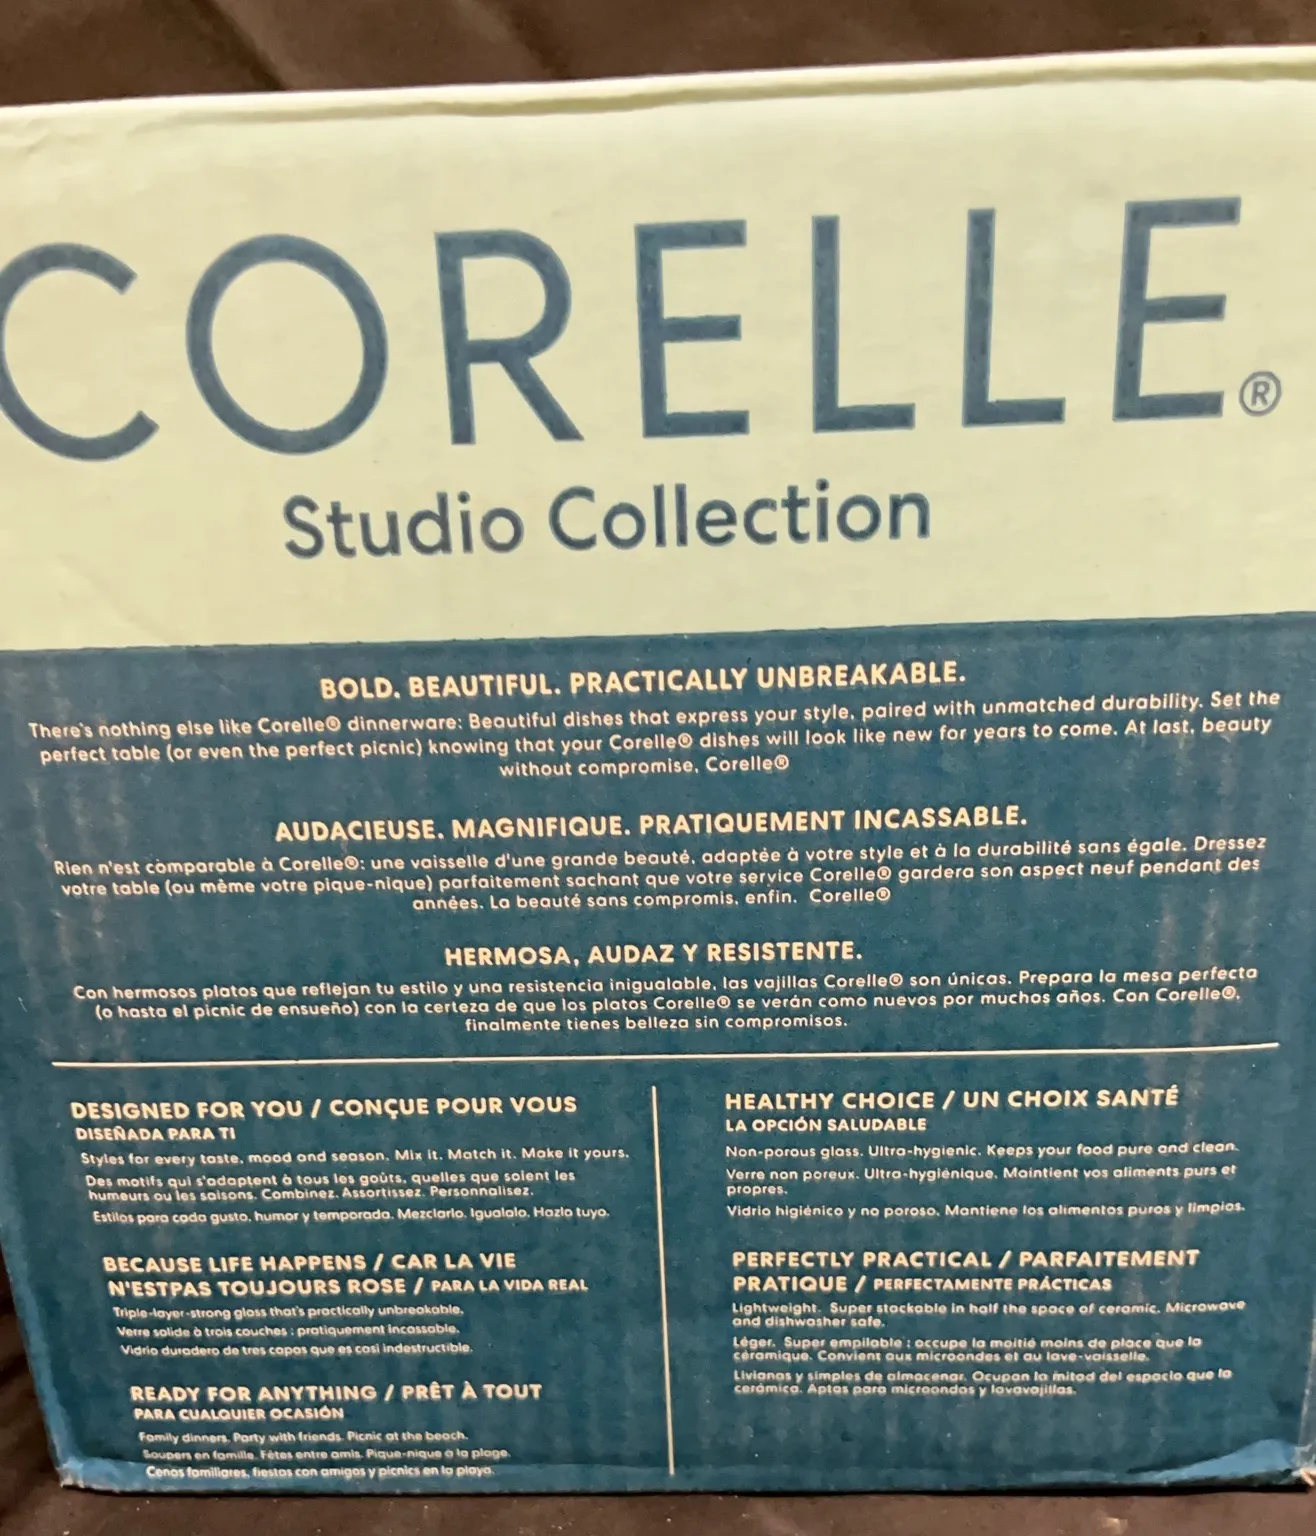 CORELLE®
Studio Collection
BOLD. BEAUTIFUL. PRACTICALLY UNBREAKABLE.
There's nothing else like Corelle® dinnerware: Beautiful dishes that express your style, paired with unmatched durability. Set the
perfect table (or even the perfect picnic) knowing that your Corelle® dishes will look like new for years to come. At last, beauty
without compromise, Corelle®
AUDACIEUSE. MAGNIFIQUE. PRATIQUEMENT INCASSABLE.
Rien n'est comparable à Corelle®: une vaisselle d'une grande beauté, adaptée à votre style et à la durabilité sans égale. Dressez
votre table (ou même votre pique-nique) parfaitement sachant que votre service Corelle® gardera son aspect neuf pendant des
années. La beauté sans compromis, enfin. Corelle®
HERMOSA, AUDAZ Y RESISTENTE.
Con hermosos platos que reflejan tu estilo y una resistencia inigualable, las vajillas Corelle® son únicas. Prepara la mesa perfecta
(o hasta el picnic de ensueño) con la certeza de que los platos Corelle® se verán como nuevos por muchos años. Con Corelle®,
finalmente tienes belleza sin compromisos.
DESIGNED FOR YOU / CONÇUE POUR VOUS
DISEÑADA PARA TI
Styles for every taste, mood and season. Mix it. Match it. Make it yours.
Des motifs qui s'adaptent à tous les goûts, quelles que soient les
humeurs ou les saisons. Combinez. Assortissez. Personnalisez.
Estilos para cada gusto, humor y temporada. Mezclarlo. Igualalo. Hazlo tuyo.
BECAUSE LIFE HAPPENS / CAR LA VIE
N'ESTPAS TOUJOURS ROSE / PARA LA VIDA REAL
Triple-layer-strong glass that's practically unbreakable.
Verre solide à trois couches : pratiquement incassable.
Vidrio duradero de tres capas que es casi indestructible.
READY FOR ANYTHING / PRÊT À TOUT
PARA CUALQUIER OCASIÓN
Family dinners. Party with friends. Picnic at the beach.
Soupers en famille. Fêtes entre amis. Pique-nique à la plage.
Cenas familiares, fiestas con amigos y picnics en la playa.
HEALTHY CHOICE / UN CHOIX SANTÉ
LA OPCIÓN SALUDABLE
Non-porous glass. Ultra-hygienic. Keeps your food pure and clean.
Verre non poreux. Ultra-hygiénique. Maintient vos aliments purs et
propres.
Vidrio higiénico y no poroso. Mantiene los alimentos puros y limpios.
PERFECTLY PRACTICAL / PARFAITEMENT
PRATIQUE / PERFECTAMENTE PRÁCTICAS
Lightweight. Super stackable in half the space of ceramic. Microwave
and dishwasher safe.
Léger. Super empilable : occupe la moitié moins de place que la
céramique. Convient aux microondes et au lave-vaisselle.
Livianas y simples de almacenar. Ocupan la mitad del espacio que la
cerámica. Aptas para microondos y lavavajillas.